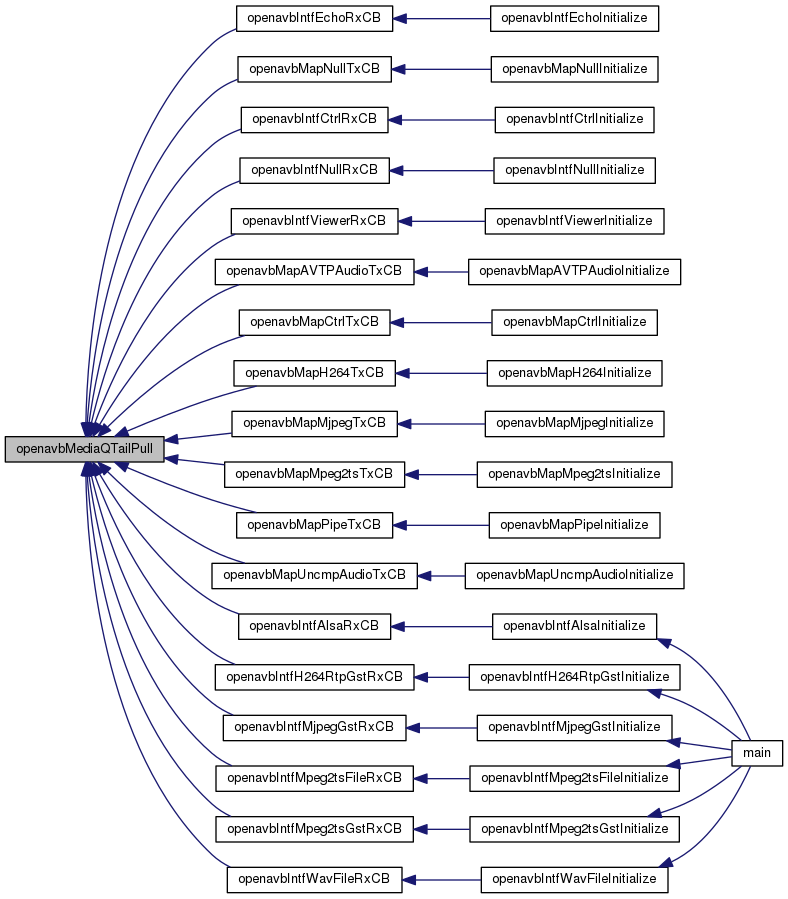 openavbIntfEchoRxCB openavbIntfEchoInitialize
openavbMapNullTxCB openavbMapNullInitialize
openavbIntfCtrlRxCB openavbIntfCtrlInitialize
openavbIntfNullRxCB openavbIntfNullInitialize
openavbIntfViewerRxCB openavbIntfViewerInitialize
openavbMapAVTPAudioTxCB openavbMapAVTPAudioInitialize
openavbMapCtrlTxCB openavbMapCtrlInitialize
openavbMapH264TxCB openavbMapH264Initialize
openavbMapMjpegTxCB openavbMapMjpegInitialize
openavbMediaQTailPull
openavbMapMpeg2tsTxCB openavbMapMpeg2tsInitialize
openavbMapPipeTxCB openavbMapPipeInitialize
openavbMapUncmpAudioTxCB openavbMapUncmpAudioInitialize
openavbIntfAlsaRxCB openavbIntfAlsaInitialize
openavbIntfH264RtpGstRxCB openavbIntfH264RtpGstInitialize
openavbIntfMjpegGstRxCB openavbIntfMjpegGstInitialize
main
openavbIntfMpeg2tsFileRxCB openavbIntfMpeg2tsFileInitialize
openavbIntfMpeg2tsGstRxCB openavbIntfMpeg2tsGstInitialize
openavbIntfWavFileRxCB openavbIntfWavFileInitialize